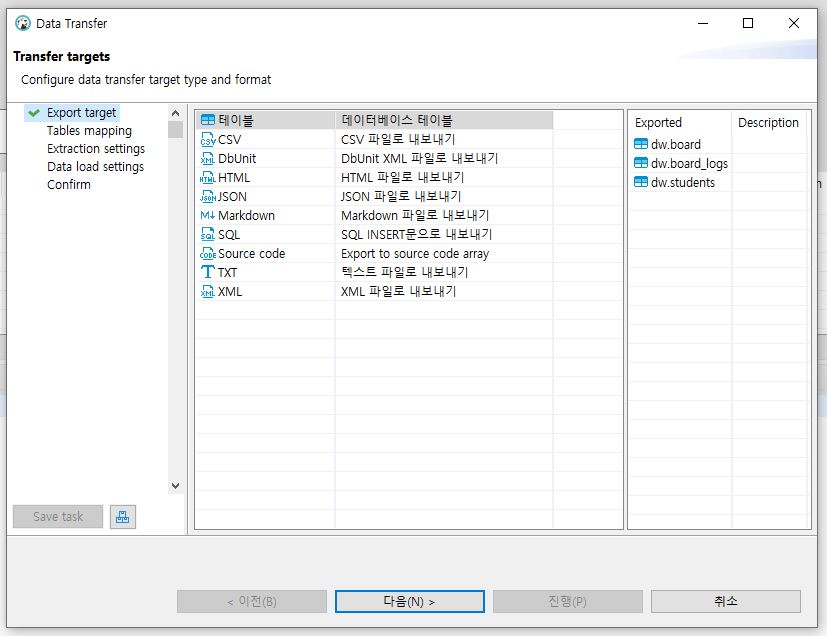 Data Transfer
Transfer targets
Configure data transfer target type and format
Export target
Tables mapping
Extraction settings
Data load settings
Confirm
테이블 데이터베이스 테이블
CSV CSV 파일로 내보내기
DbUnit DbUnit XML 파일로 내보내기
HTML HTML 파일로 내보내기
JSON JSON 파일로 내보내기
M↓ Markdown Markdown 파일로 내보내기
SQL SQL INSERT문으로 내보내기
Source code Export to source code array
TXT 텍스트 파일로 내보내기
XML XML 파일로 내보내기
Exported Description
dw.board
dw.board_logs
dw.students
Save task
< 이전(B) 다음(N) > 진행(P) 취소